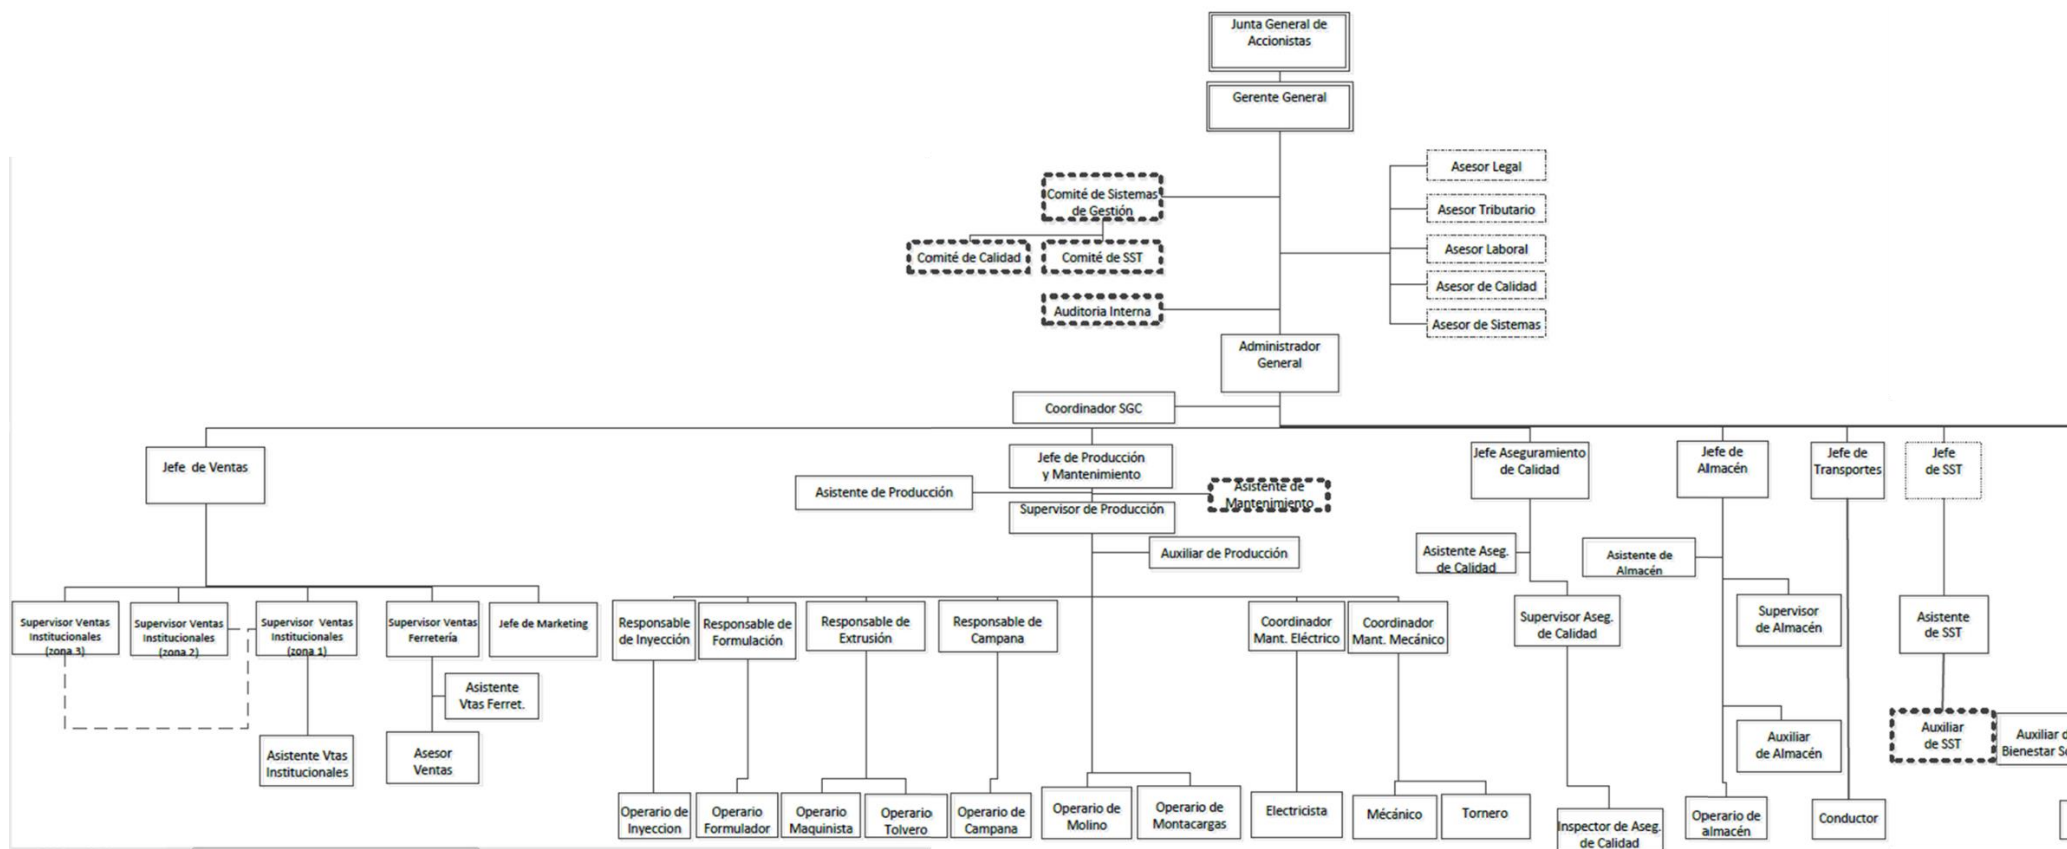 Junta General de
Accionistas
Gerente General
Asesor Legal
Comité de Sistemas
de Gestión
Asesor Tributario
Asesor Laboral
Comité de Calidad
Comité de SST
Asesor de Calidad
Auditoria Interna
Asesor de Sistemas
Administrador
General
Coordinador SGC
Jefe de Ventas
Jefe de Producción
y Mantenimiento
Jefe Aseguramiento
de Calidad
Jefe de
Almacén
Jefe de
Transportes
Jefe
de SST
Asistente de Producción
Asistente de
Mantenimiento
Supervisor de Producción
Auxiliar de Producción
Asistente Aseg.
de Calidad
Asistente de
Almacén
Supervisor Ventas
Institucionales
(zona 3)
Supervisor Ventas
Institucionales
(zona 2)
Supervisor Ventas
Institucionales
(zona 1)
Supervisor Ventas
Ferretería
Jefe de Marketing
Responsable
de Inyección
Responsable de
Formulación
Responsable de
Extrusión
Responsable de
Campana
Coordinador
Mant. Eléctrico
Coordinador
Mant. Mecánico
Supervisor Aseg.
de Calidad
Supervisor
de Almacén
Asistente
de SST
Asistente
Vtas Ferret.
Asistente Vtas
Institucionales
Asesor
Ventas
Auxiliar
de Almacén
Auxiliar
de SST
Auxiliar
Bienestar
Operario de
Inyeccion
Operario
Formulador
Operario
Maquinista
Operario
Tolvero
Operario de
Campana
Operario de
Molino
Operario de
Montacargas
Electricista
Mécánico
Tornero
Inspector de Aseg.
de Calidad
Operario de
almacén
Conductor